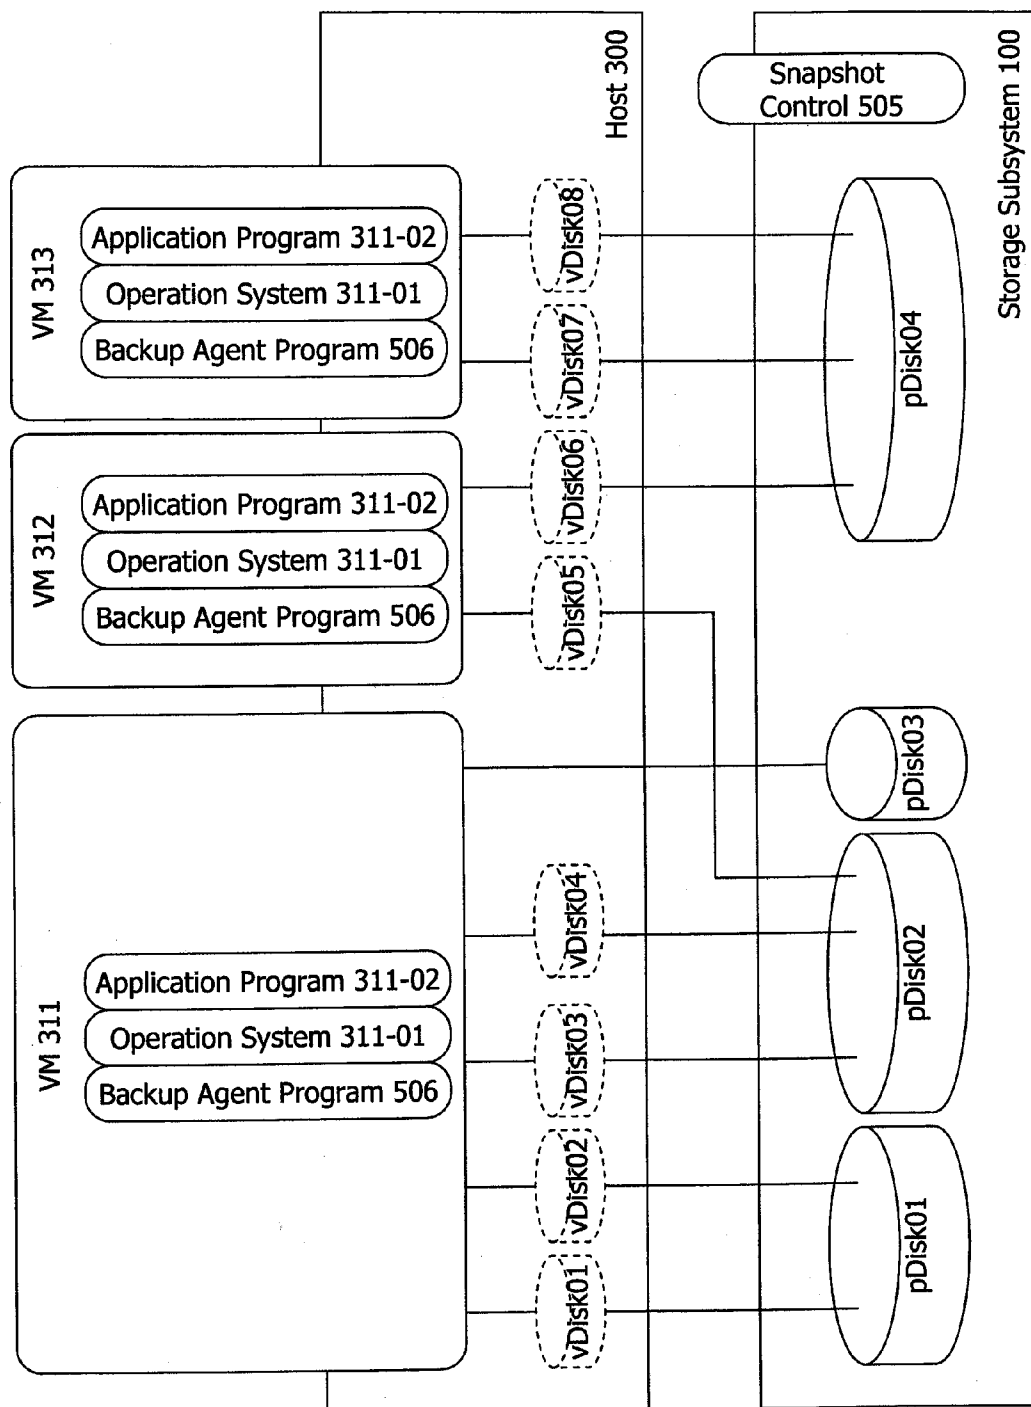 VM 311
Application Program 311-02
Operation System 311-01
Backup Agent Program 506
VM 312
Application Program 311-02
Operation System 311-01
Backup Agent Program 506
VM 313
Application Program 311-02
Operation System 311-01
Backup Agent Program 506
vDisk01
vDisk02
vDisk03
vDisk04
vDisk05
vDisk06
vDisk07
vDisk08
Host 300
Snapshot
Control 505
pDisk01
pDisk02
pDisk03
pDisk04
Storage Subsystem 100